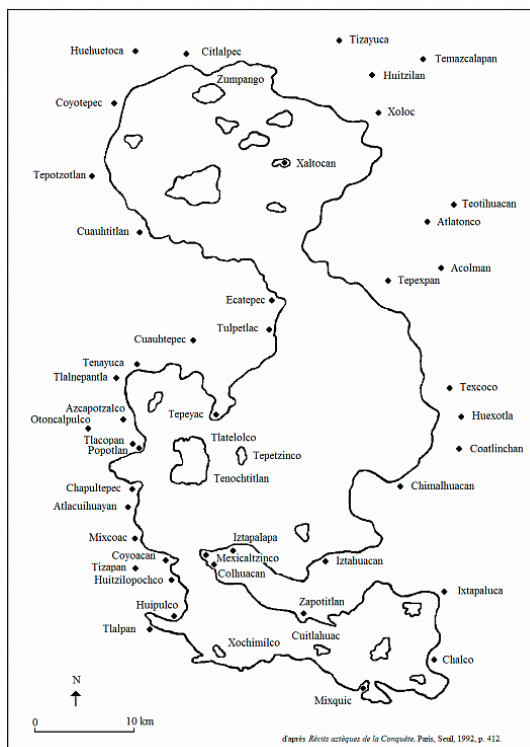 Tizayuca
Huehuetoca
Citlalpec
Temazcalapan
Huitzilan
Zumpango
Coyotepec
Xoloc
Xaltocan
Tepotzotlan
Teotihuacan
Atlatonco
Cuauhtitlan
Acolman
Tepexpan
Ecatepec
Tulpetlac
Cuauhtepec
Tenayuca
Tlalnepantla
Texcoco
Azcapotzalco
Tepeyac
Huexotla
Otoncalpulco
Tlacopan
Tlatelolco
Popotlan
Tepetzinco
Coatlinchan
Tenochtitlan
Chapultepec
Chimalhuacan
Atlacuihuayan
Mixcoac
Iztapalapa
Coyoacan
Mexicaltzinco
Iztahuacan
Tizapan
Colhuacan
Huitzilopochco
Ixtapaluca
Huipulco
Zapotitlan
Tlalpan
Xochimilco
Cuitlahuac
Chalco
Mixquic
N
0
10 km
d'après Récits aztèques de la Conquête, Paris, Seuil, 1992, p. 412.